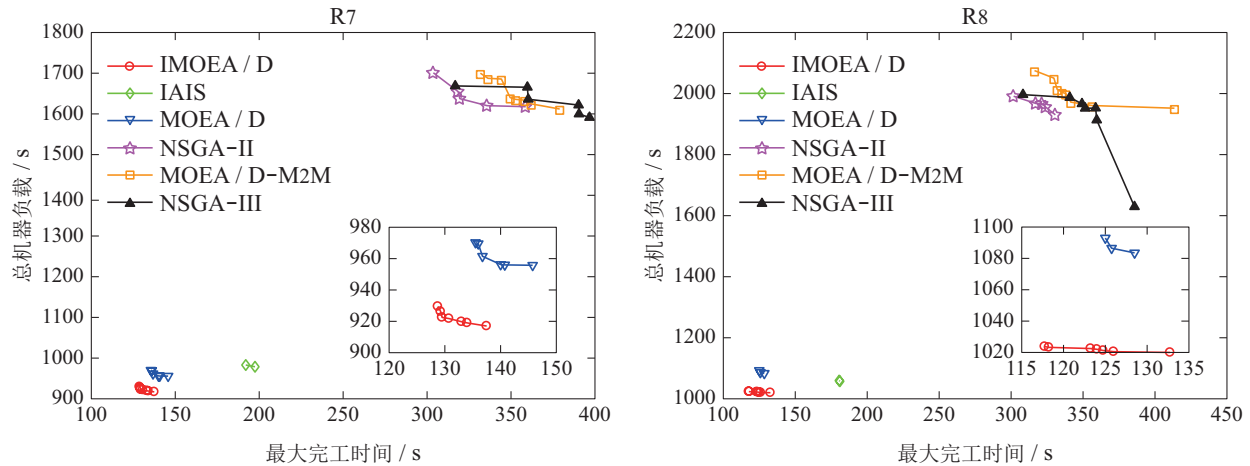 R7
1800
1700
1600
1500
1400
1300
1200
1100
1000
900
总机器负载 / s
IMOEA / D
IAIS
MOEA / D
NSGA-II
MOEA / D-M2M
NSGA-III
980
960
940
920
900
120 130 140 150
100 150 200 250 300 350 400
最大完工时间 / s
R8
2200
2000
1800
1600
1400
1200
1000
总机器负载 / s
IMOEA / D
IAIS
MOEA / D
NSGA-II
MOEA / D-M2M
NSGA-III
1100
1080
1060
1040
1020
115 120 125 130 135
100 150 200 250 300 350 400 450
最大完工时间 / s